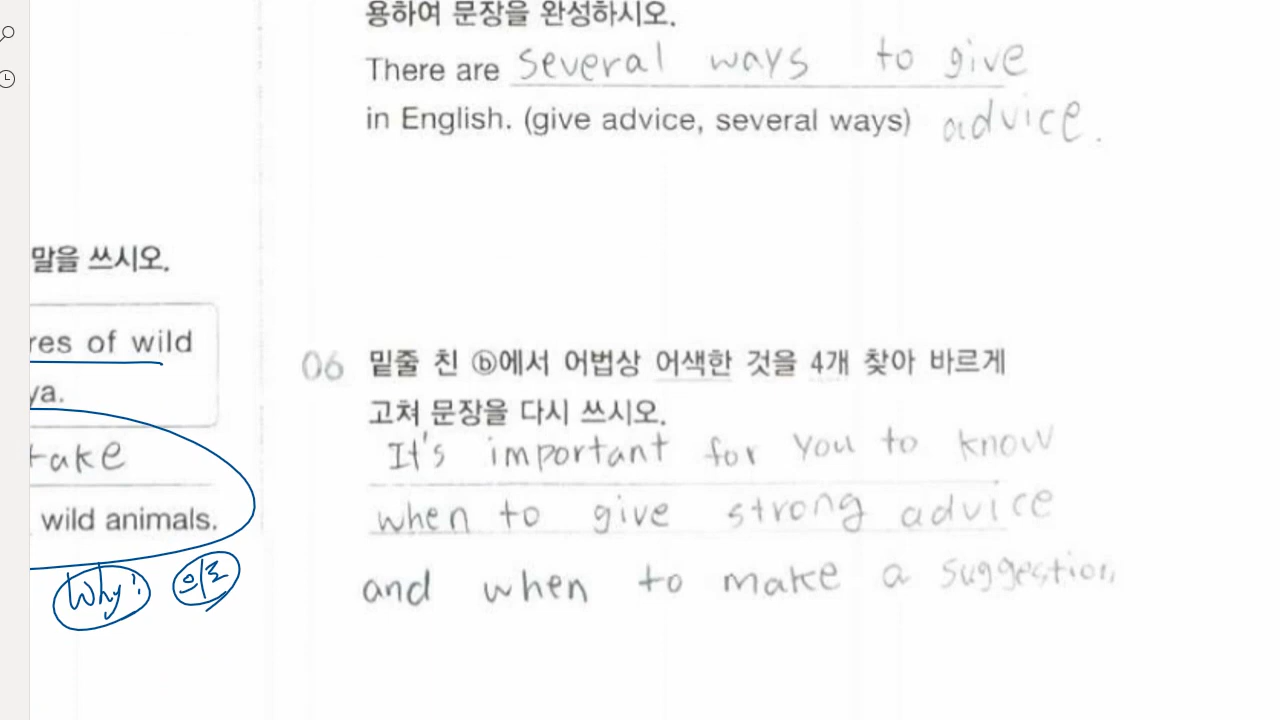 용하여 문장을 완성하시오.
There are several ways to give
in English. (give advice, several ways) advice.
말을 쓰시오.
res of wild
ya.
take
wild animals.
Why?
06 밑줄 친 ⓑ에서 어법상 어색한 것을 4개 찾아 바르게
고쳐 문장을 다시 쓰시오.
It's important for you to know
when to give strong advice
and when to make a suggestion